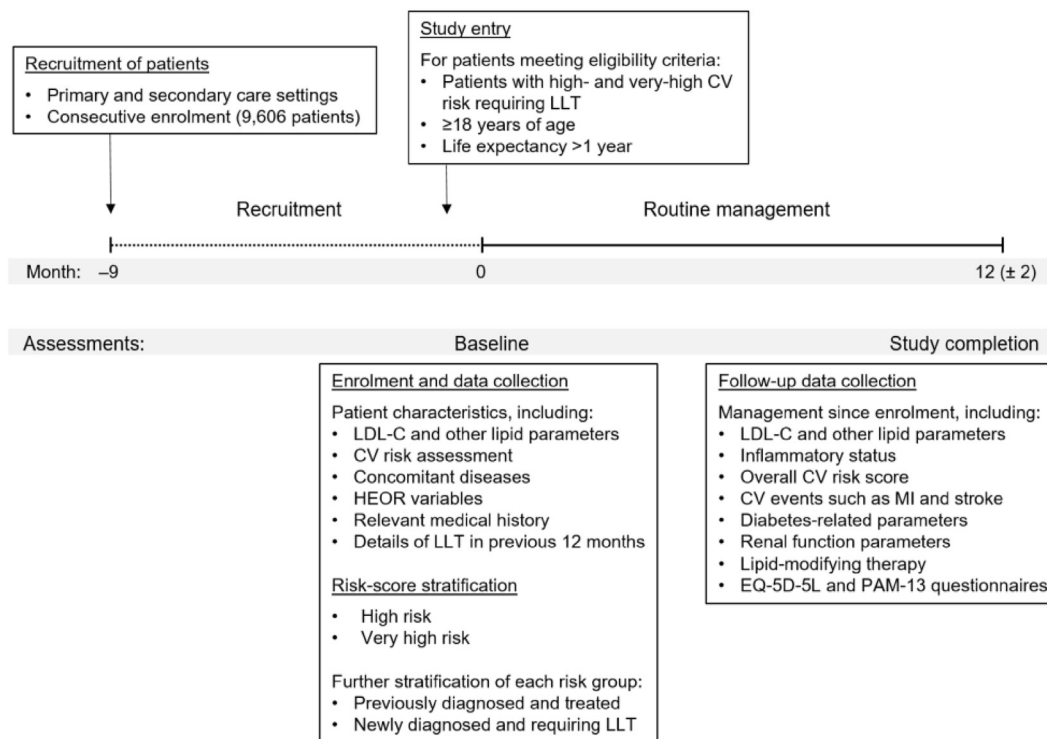 Recruitment of patients
• Primary and secondary care settings
• Consecutive enrolment (9,606 patients)
Study entry
For patients meeting eligibility criteria:
• Patients with high- and very-high CV
risk requiring LLT
• ≥18 years of age
• Life expectancy >1 year
Recruitment
Routine management
Month: –9 0 12 (± 2)
Assessments: Baseline Study completion
Enrolment and data collection
Patient characteristics, including:
• LDL-C and other lipid parameters
• CV risk assessment
• Concomitant diseases
• HEOR variables
• Relevant medical history
• Details of LLT in previous 12 months
Risk-score stratification
• High risk
• Very high risk
Further stratification of each risk group:
• Previously diagnosed and treated
• Newly diagnosed and requiring LLT
Follow-up data collection
Management since enrolment, including:
• LDL-C and other lipid parameters
• Inflammatory status
• Overall CV risk score
• CV events such as MI and stroke
• Diabetes-related parameters
• Renal function parameters
• Lipid-modifying therapy
• EQ-5D-5L and PAM-13 questionnaires